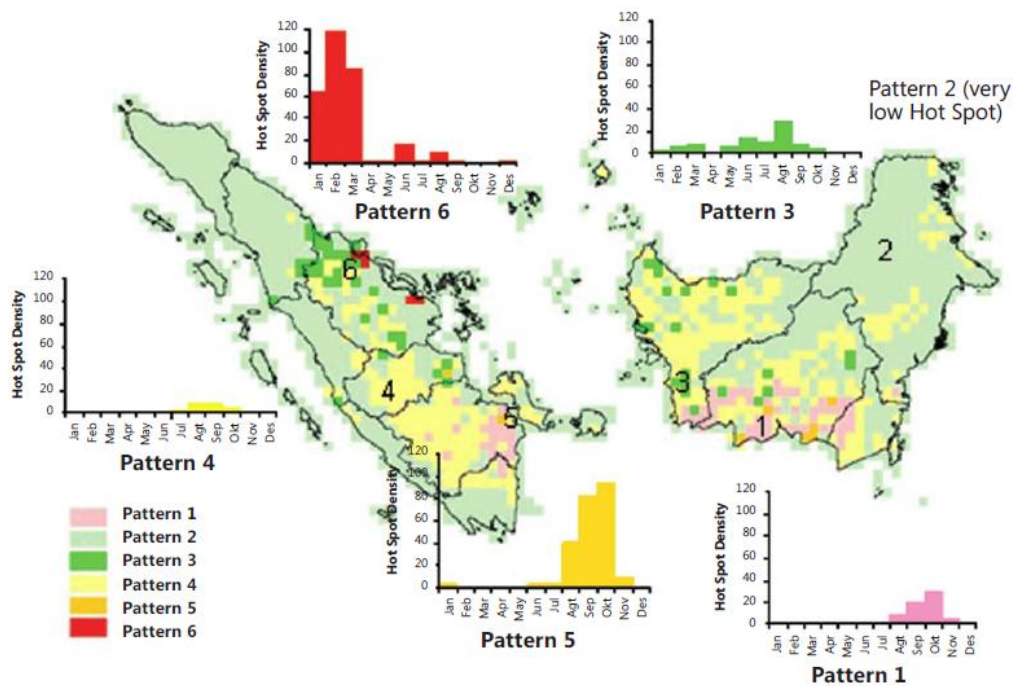 120
100
80
60
40
20
0
Hot Spot Density
Jan
Feb
Mar
Apr
May
Jun
Jul
Agt
Sep
Okt
Nov
Des
Pattern 6
120
100
80
60
40
20
0
Hot Spot Density
Jan
Feb
Mar
Apr
May
Jun
Jul
Agt
Sep
Okt
Nov
Des
Pattern 3
Pattern 2 (very
low Hot Spot)
2
6
3
4
5
1
120
100
80
60
40
20
0
Hot Spot Density
Jan
Feb
Mar
Apr
May
Jun
Jul
Agt
Sep
Okt
Nov
Des
Pattern 4
120
100
80
60
40
20
0
Hot Spot Density
Jan
Feb
Mar
Apr
May
Jun
Jul
Agt
Sep
Okt
Nov
Des
Pattern 5
120
100
80
60
40
20
0
Hot Spot Density
Jan
Feb
Mar
Apr
May
Jun
Jul
Agt
Sep
Okt
Nov
Des
Pattern 1
Pattern 1
Pattern 2
Pattern 3
Pattern 4
Pattern 5
Pattern 6